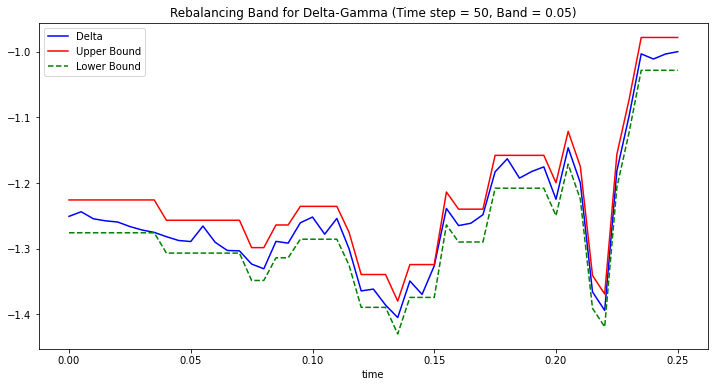 Rebalancing Band for Delta-Gamma (Time step = 50, Band = 0.05)
Delta
Upper Bound
Lower Bound
−1.0
−1.1
−1.2
−1.3
−1.4
0.00 0.05 0.10 0.15 0.20 0.25
time